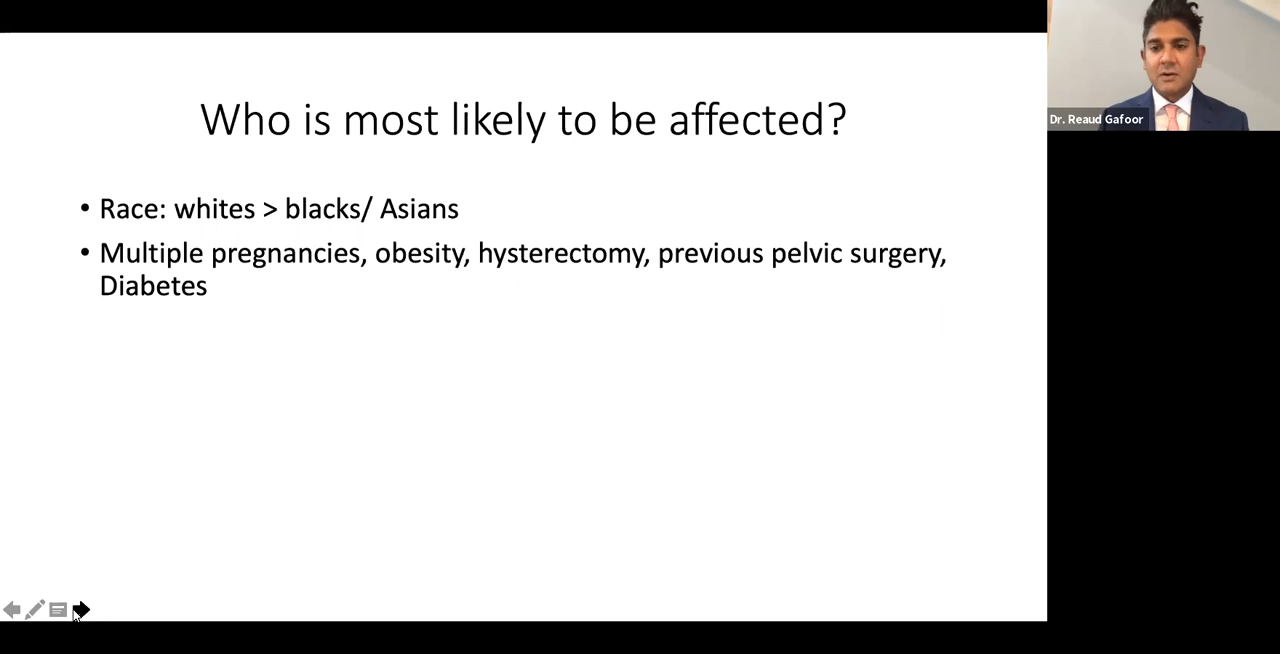 Who is most likely to be affected?
• Race: whites > blacks/ Asians
• Multiple pregnancies, obesity, hysterectomy, previous pelvic surgery,
Diabetes
Dr. Reaud Gafoor